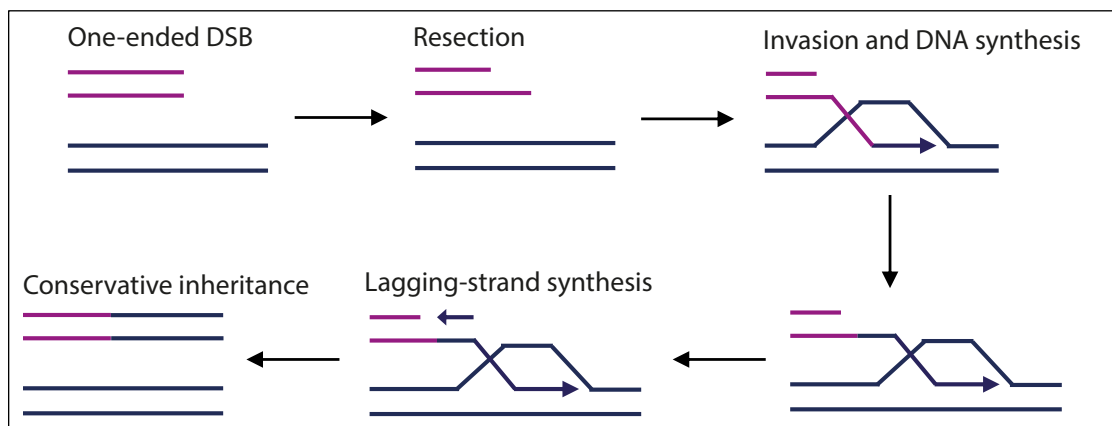 One-ended DSB
Resection
Invasion and DNA synthesis
Conservative inheritance
Lagging-strand synthesis